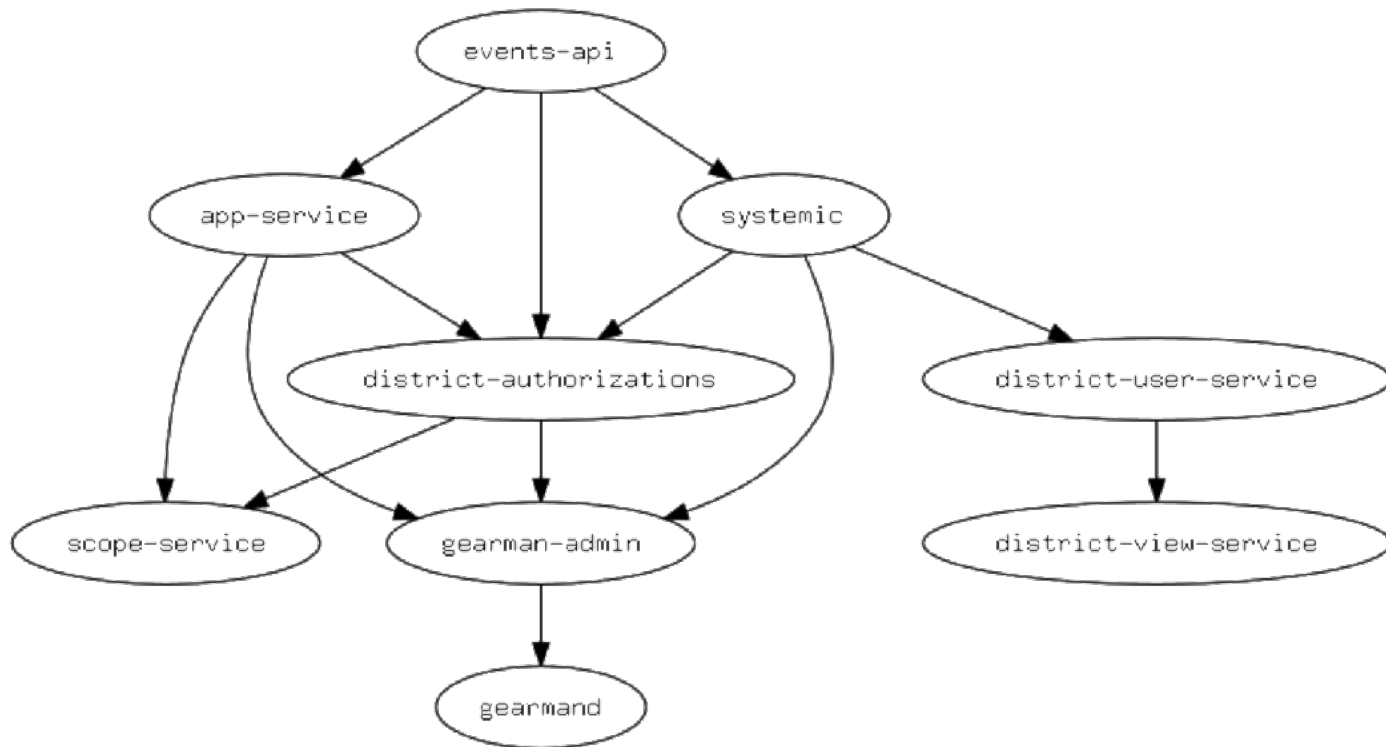 events-api
app-service
systemic
district-authorizations
district-user-service
scope-service
gearman-admin
district-view-service
gearmand